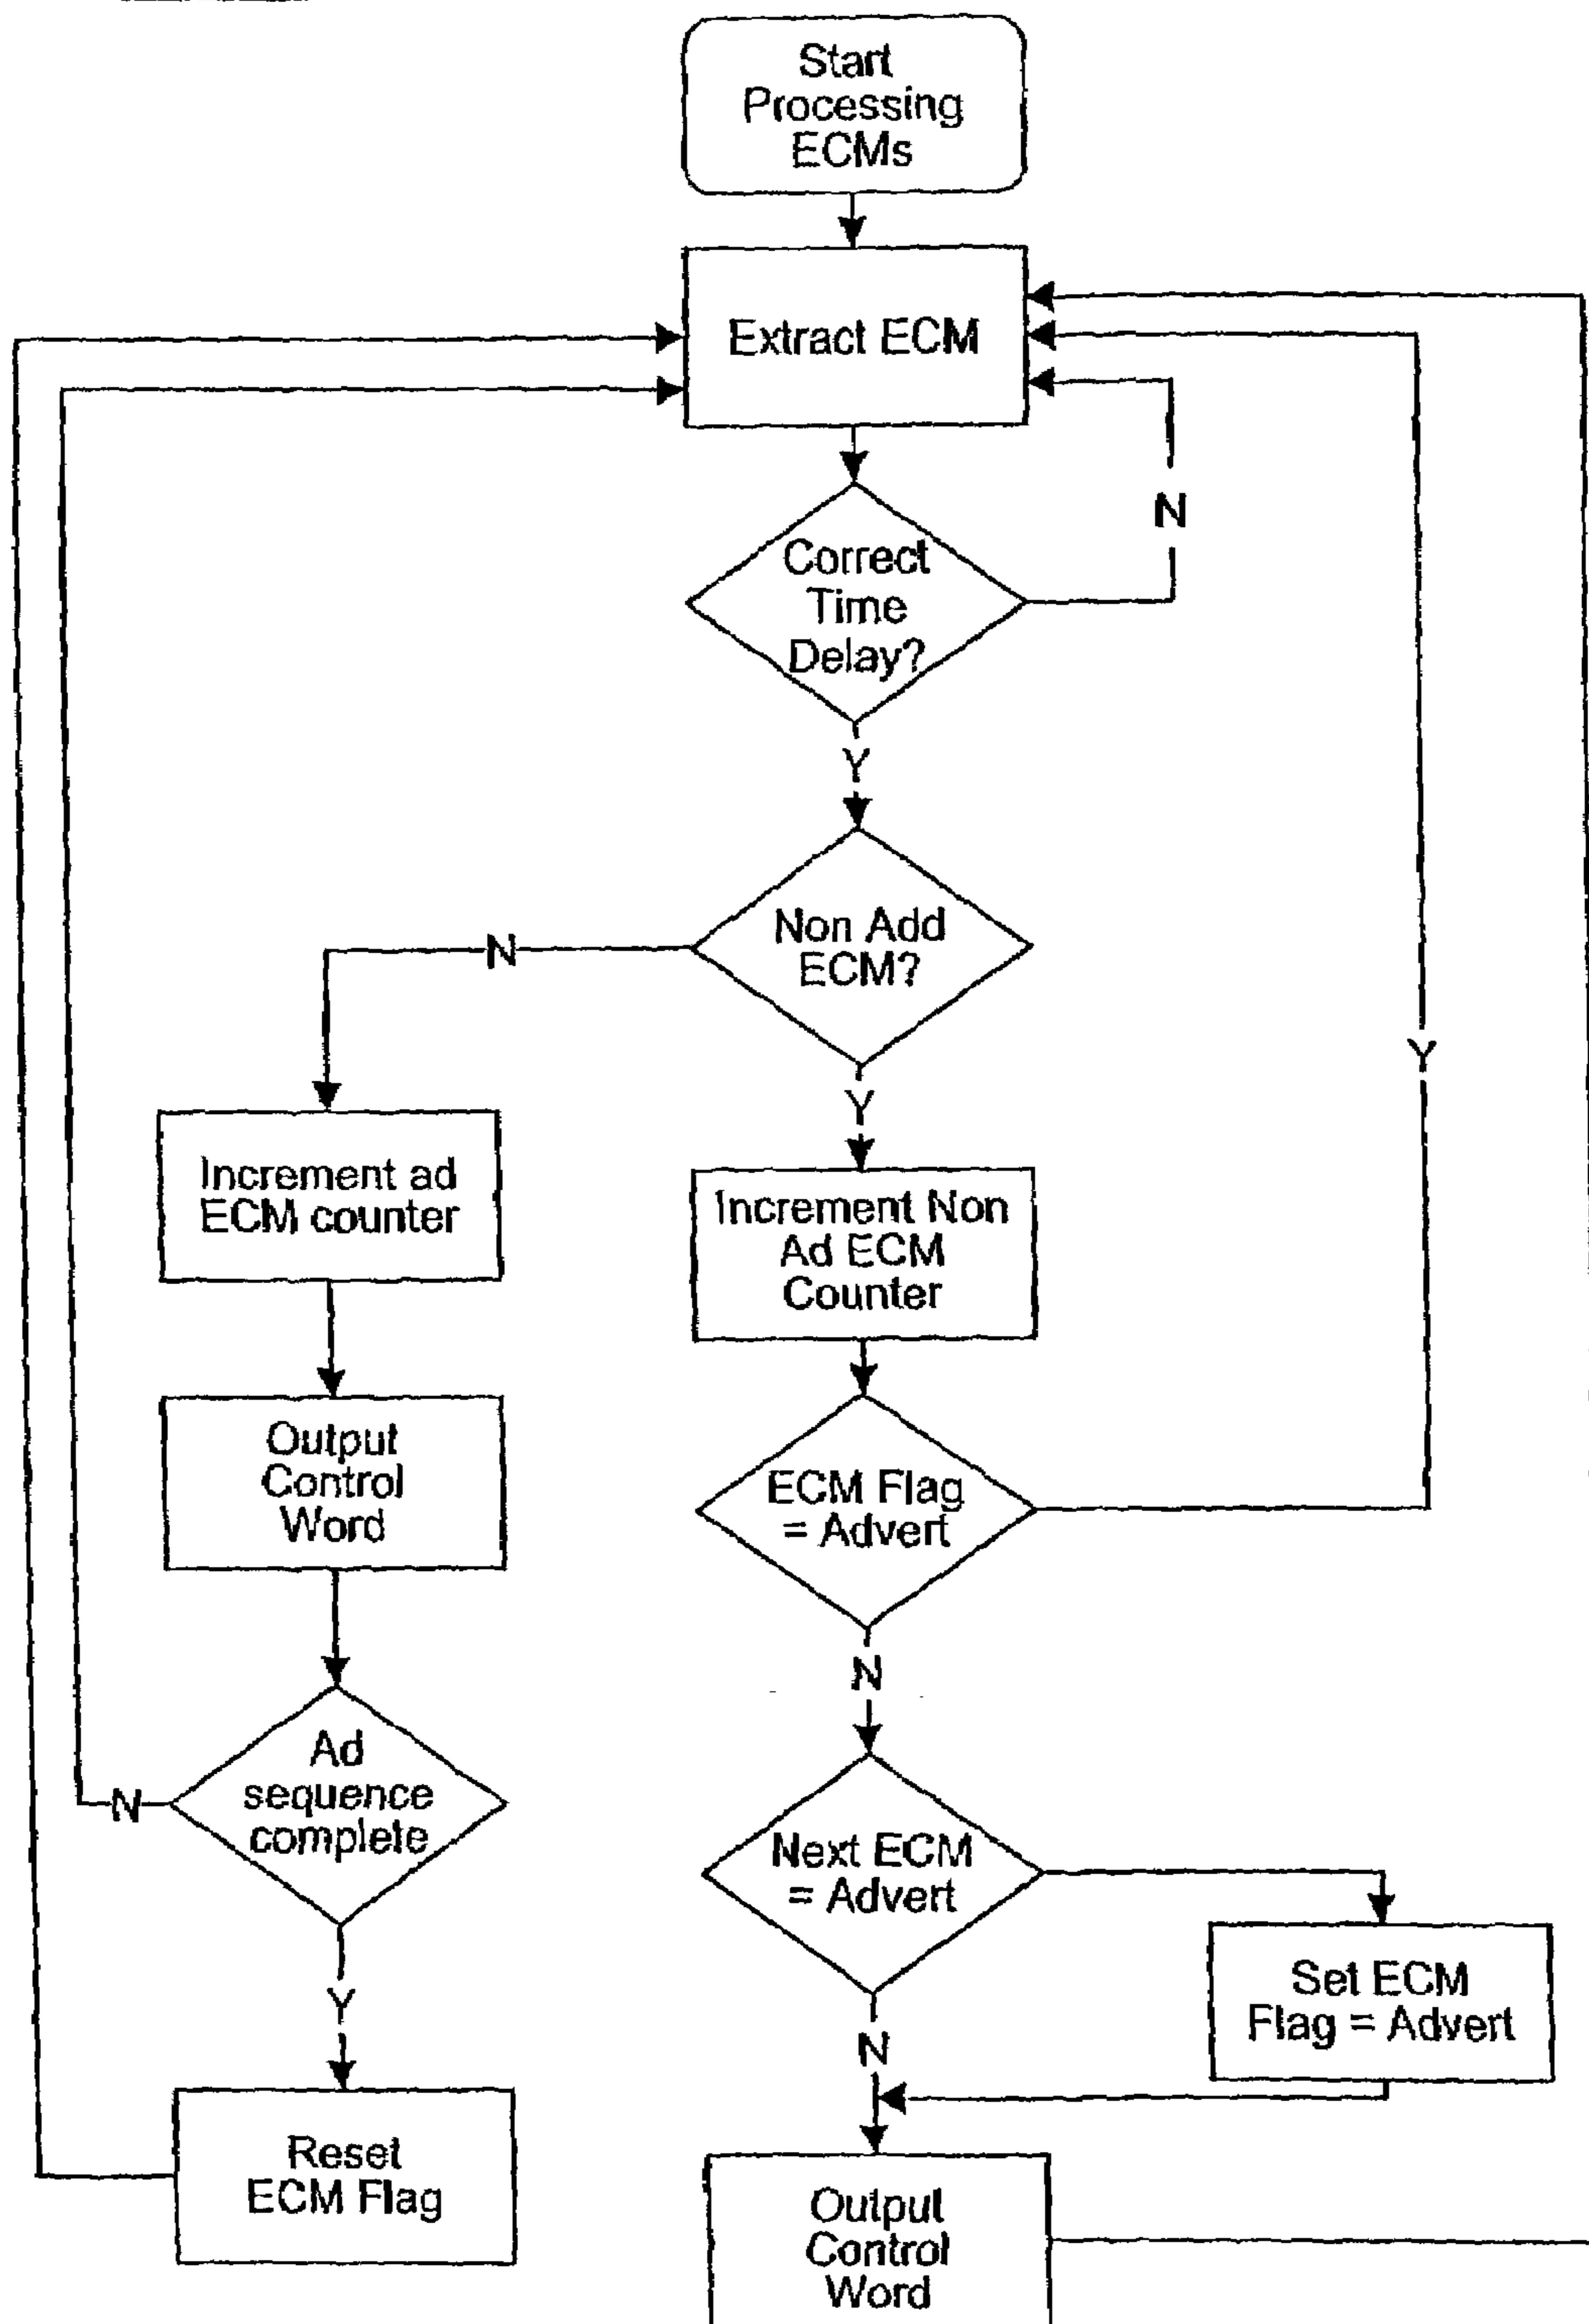 Start
Processing
ECMs
Extract ECM
N
Correct
Time
Delay?
Y
Non Add
ECM?
N
Y
Y
Increment ad
ECM counter
Increment Non
Ad ECM
Counter
Output
Control
Word
ECM Flag
= Advert
N
Ad
sequence
complete
N
Next ECM
= Advert
Y
N
Set ECM
Flag = Advert
Reset
ECM Flag
Output
Control
Word